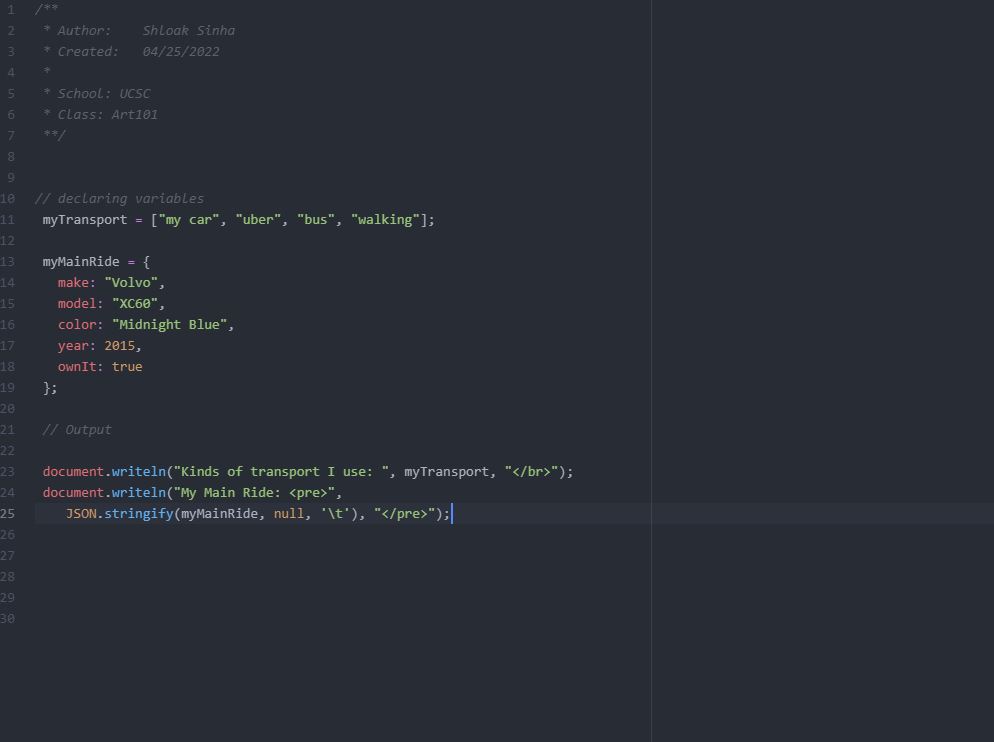 1 /**
2  * Author:    Shloak Sinha
3  * Created:   04/25/2022
4  *
5  * School: UCSC
6  * Class: Art101
7  **/
8
9
10 // declaring variables
11  myTransport = ["my car", "uber", "bus", "walking"];
12
13  myMainRide = {
14    make: "Volvo",
15    model: "XC60",
16    color: "Midnight Blue",
17    year: 2015,
18    ownIt: true
19  };
20
21  // Output
22
23  document.writeln("Kinds of transport I use: ", myTransport, "</br>");
24  document.writeln("My Main Ride: <pre>",
25     JSON.stringify(myMainRide, null, '\t'), "</pre>");
26
27
28
29
30